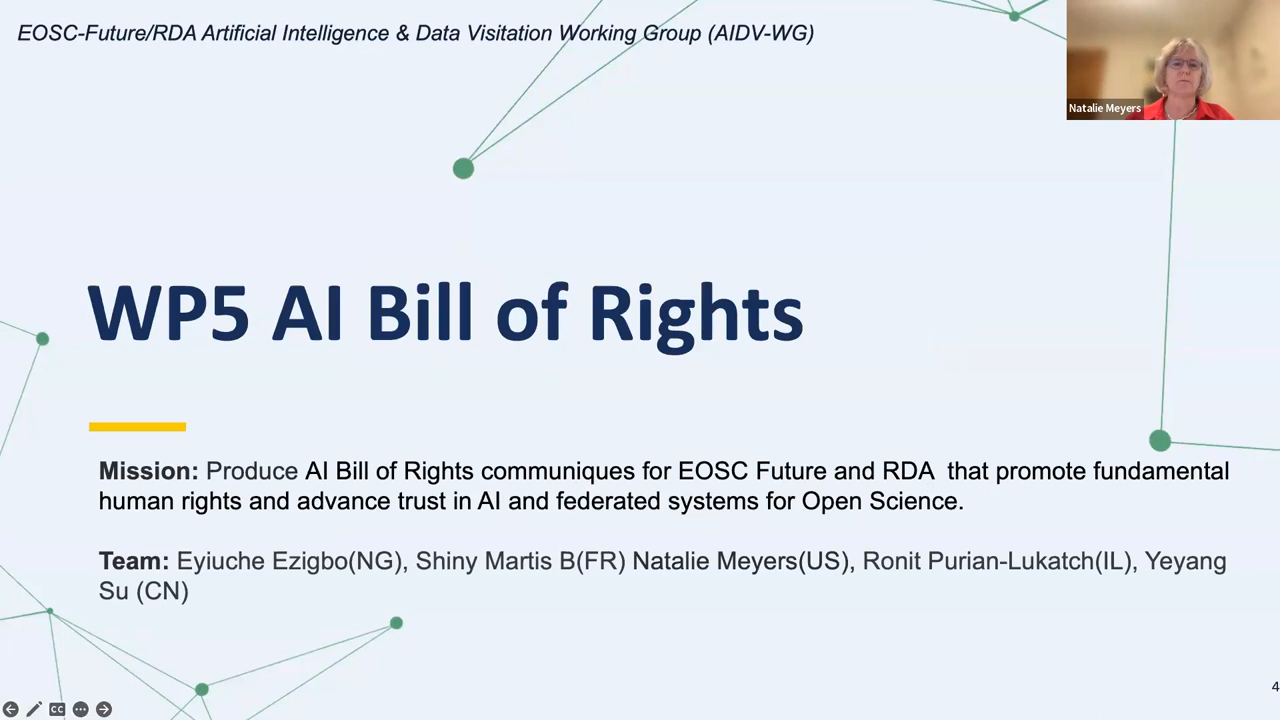 EOSC-Future/RDA Artificial Intelligence & Data Visitation Working Group (AIDV-WG)
Natalie Meyers
WP5 AI Bill of Rights
Mission: Produce AI Bill of Rights communiques for EOSC Future and RDA that promote fundamental
human rights and advance trust in AI and federated systems for Open Science.
Team: Eyiuche Ezigbo(NG), Shiny Martis B(FR) Natalie Meyers(US), Ronit Purian-Lukatch(IL), Yeyang
Su (CN)
4
CC